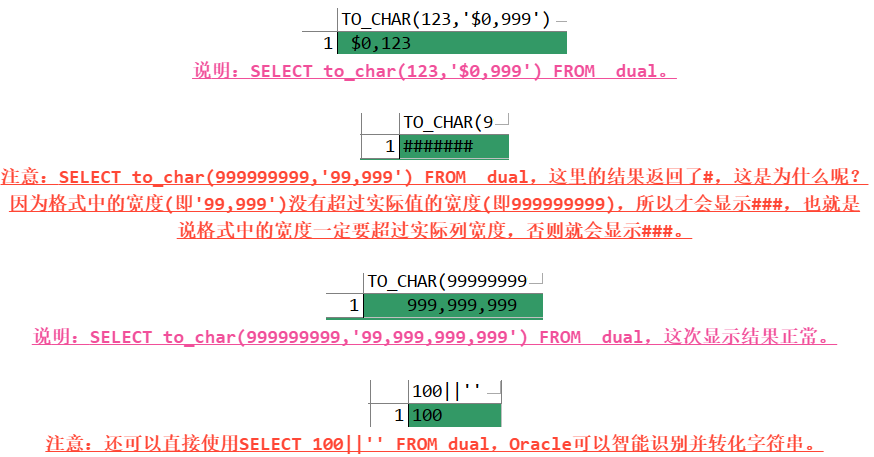 TO_CHAR(123,'$0,999')
1 $0,123
说明：SELECT to_char(123,'$0,999') FROM  dual。
TO_CHAR(9
1 #######
注意：SELECT to_char(999999999,'99,999') FROM  dual，这里的结果返回了#，这是为什么呢？
因为格式中的宽度(即'99,999')没有超过实际值的宽度(即999999999)，所以才会显示###，也就是
说格式中的宽度一定要超过实际列宽度，否则就会显示###。
TO_CHAR(99999999
1 999,999,999
说明：SELECT to_char(999999999,'99,999,999,999') FROM  dual，这次显示结果正常。
100||''
1 100
注意：还可以直接使用SELECT 100||'' FROM dual，Oracle可以智能识别并转化字符串。